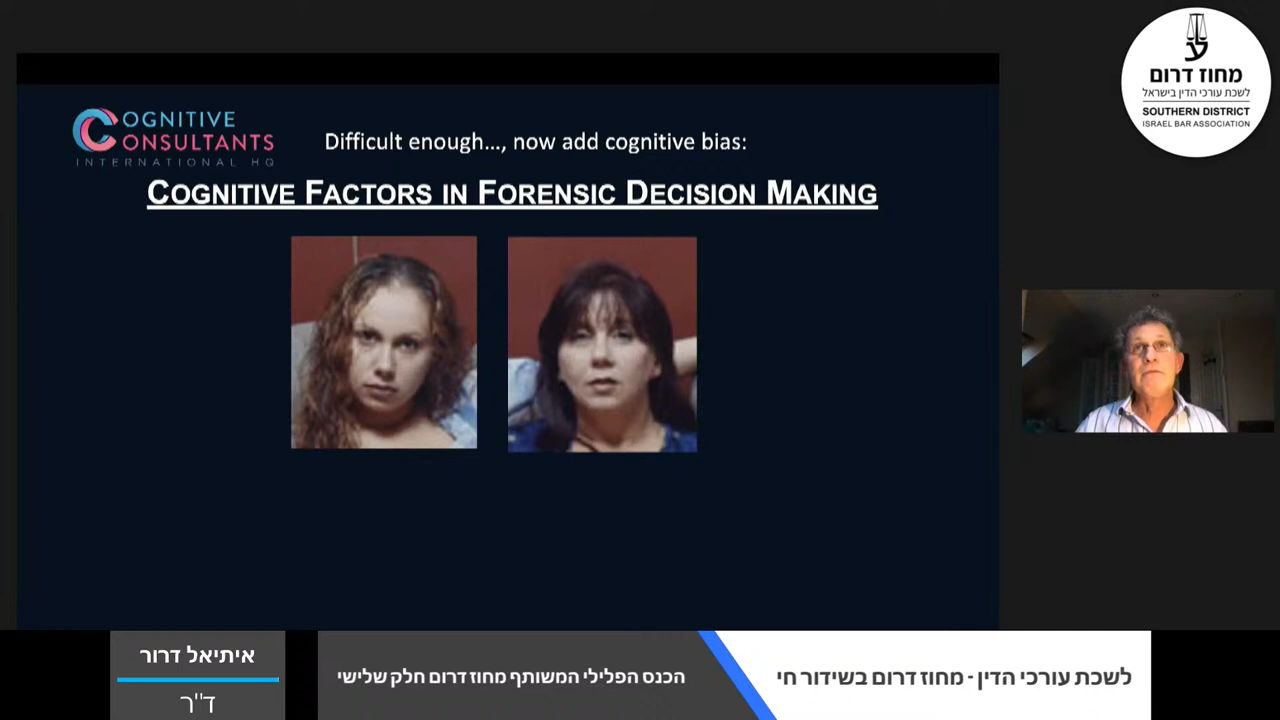 מחוז דרום
לשכת עורכי הדין בישראל
SOUTHERN DISTRICT
ISRAEL BAR ASSOCIATION
COGNITIVE
CONSULTANTS
INTERNATIONAL HQ
Difficult enough..., now add cognitive bias:
COGNITIVE FACTORS IN FORENSIC DECISION MAKING
לשכת עורכי הדין - מחוז דרום בשידור חי
הכנס הפלילי המשותף מחוז דרום חלק שלישי
איתיאל דרור
ד"ר